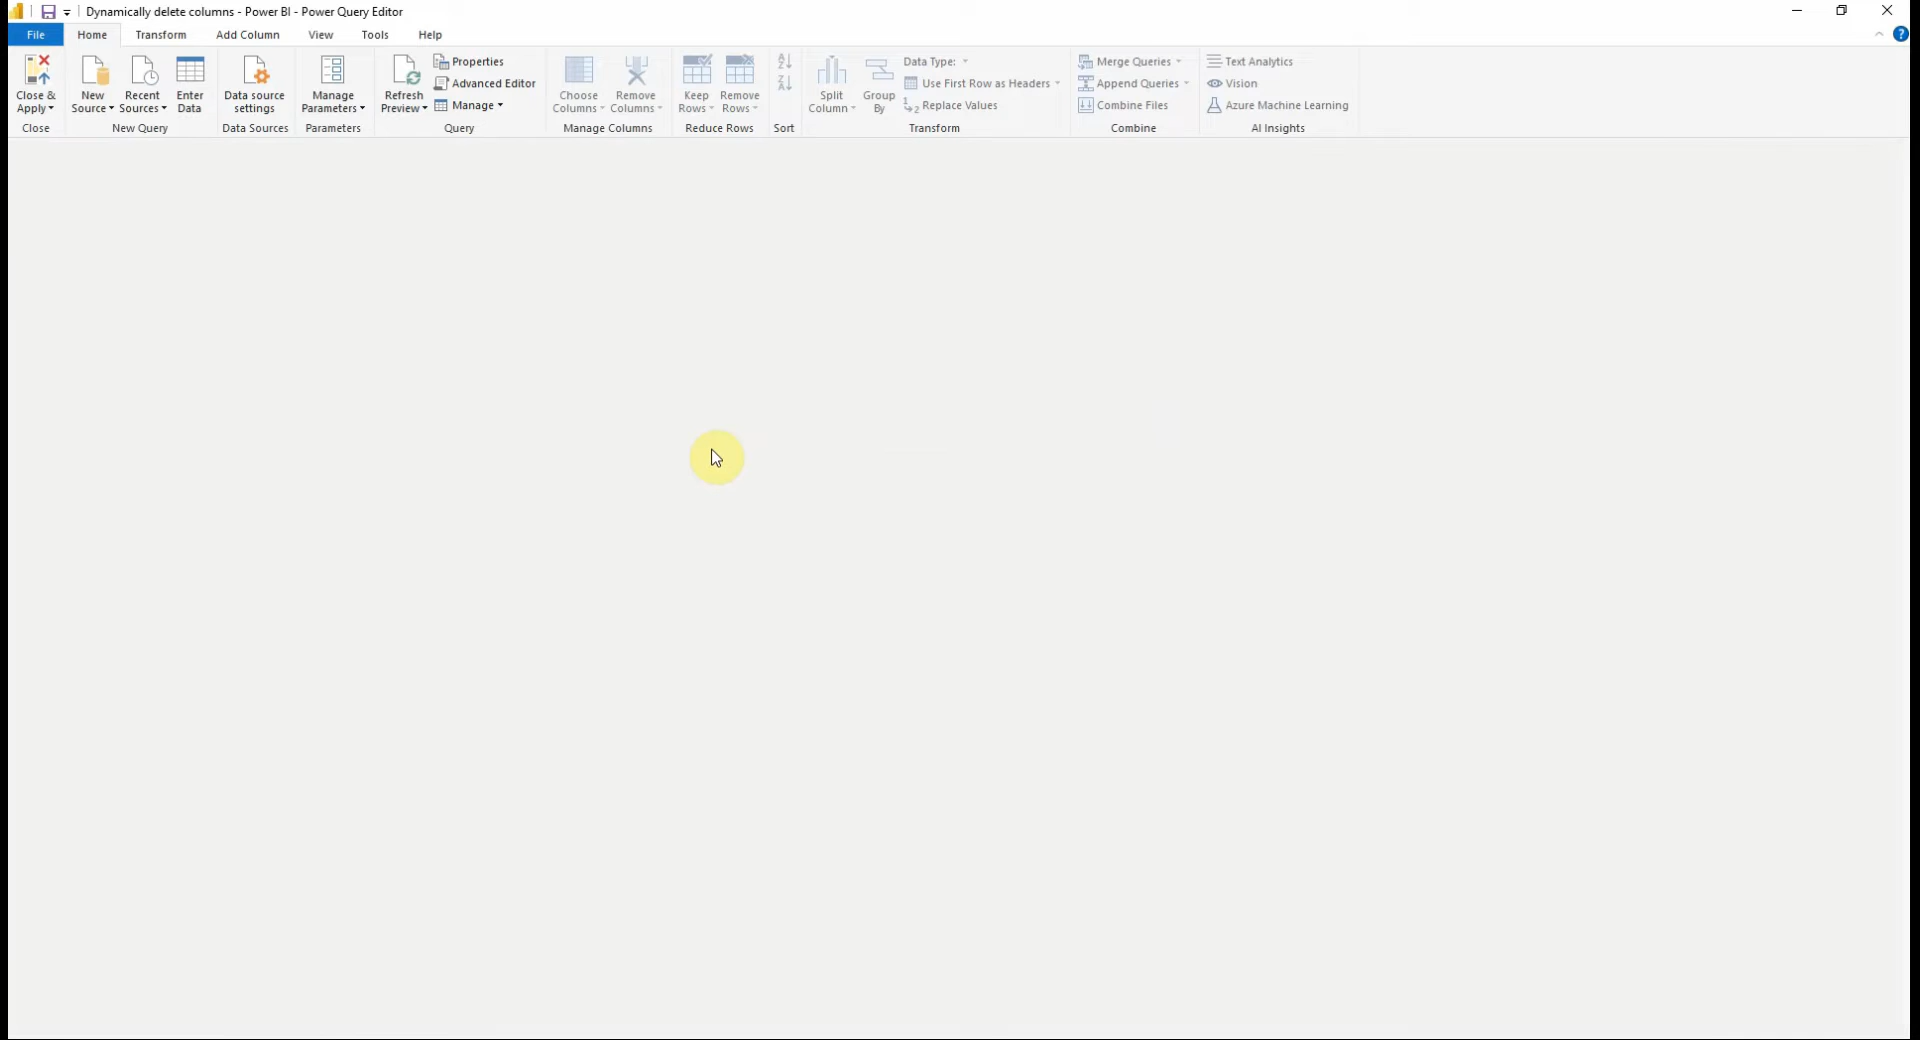 Dynamically delete columns - Power BI - Power Query Editor
File Home Transform Add Column View Tools Help
Close & Apply
New Source
Recent Sources
Enter Data
Data source settings
Manage Parameters
Refresh Preview
Properties
Advanced Editor
Manage
Choose Columns
Remove Columns
Keep Rows
Remove Rows
A
Z
Z
A
Split Column
Group By
Data Type:
Use First Row as Headers
1 2 Replace Values
Merge Queries
Append Queries
Combine Files
Text Analytics
Vision
Azure Machine Learning
Close New Query Data Sources Parameters Query Manage Columns Reduce Rows Sort Transform Combine AI Insights
?